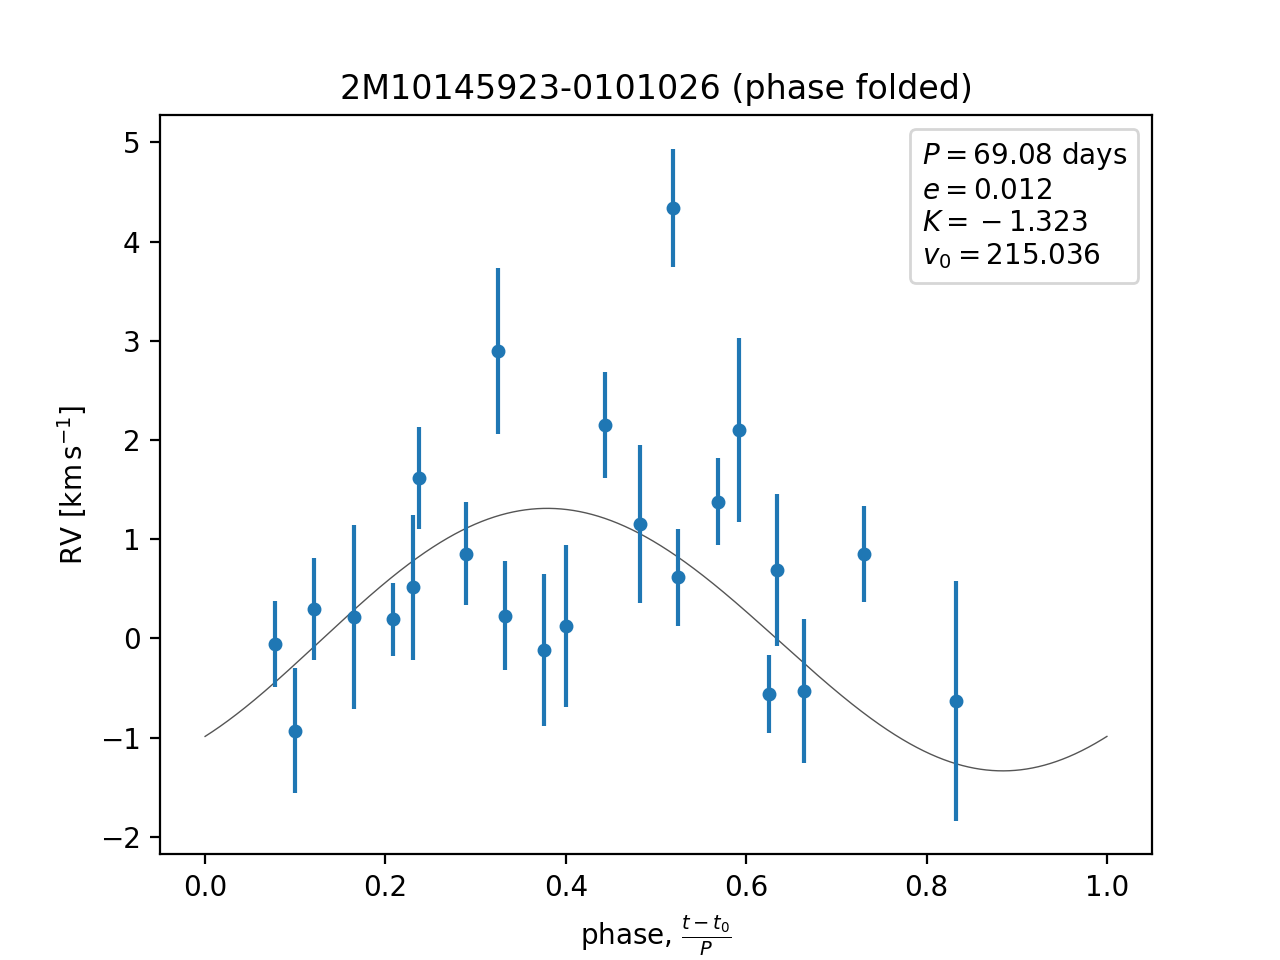 2M10145923-0101026 (phase folded)
P = 69.08 days
e = 0.012
K = −1.323
v₀ = 215.036
5
4
3
2
1
0
−1
−2
RV [km s⁻¹]
0.0 0.2 0.4 0.6 0.8 1.0
phase, (t − t₀)/P